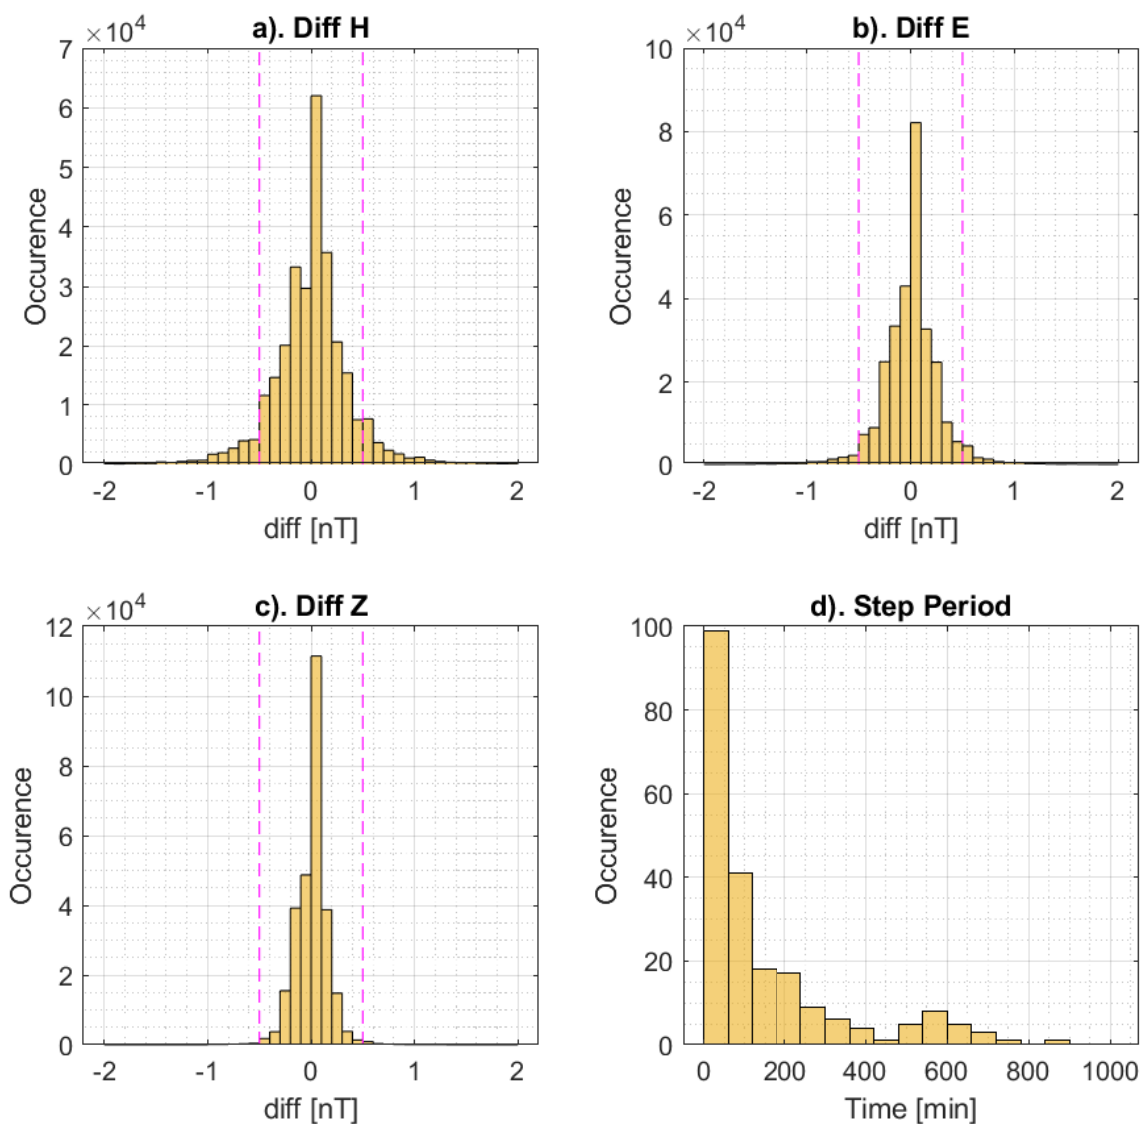 a). Diff H
×10⁴
7
6
5
4
3
2
1
0
Occurence
-2 -1 0 1 2
diff [nT]
b). Diff E
×10⁴
10
8
6
4
2
0
Occurence
-2 -1 0 1 2
diff [nT]
c). Diff Z
×10⁴
12
10
8
6
4
2
0
Occurence
-2 -1 0 1 2
diff [nT]
d). Step Period
100
80
60
40
20
0
Occurence
0 200 400 600 800 1000
Time [min]